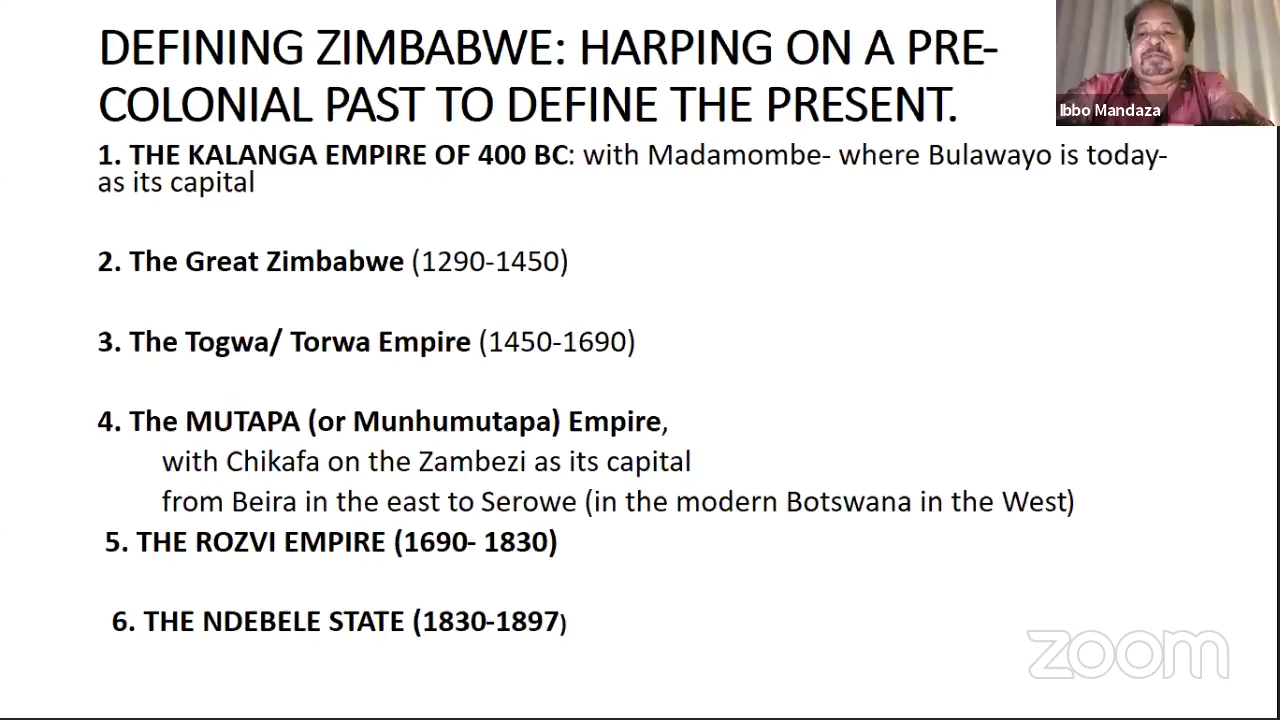 DEFINING ZIMBABWE: HARPING ON A PRE-
COLONIAL PAST TO DEFINE THE PRESENT.
Ibbo Mandaza
1. THE KALANGA EMPIRE OF 400 BC: with Madamombe- where Bulawayo is today-
as its capital
2. The Great Zimbabwe (1290-1450)
3. The Togwa/ Torwa Empire (1450-1690)
4. The MUTAPA (or Munhumutapa) Empire,
with Chikafa on the Zambezi as its capital
from Beira in the east to Serowe (in the modern Botswana in the West)
5. THE ROZVI EMPIRE (1690- 1830)
6. THE NDEBELE STATE (1830-1897)
zoom